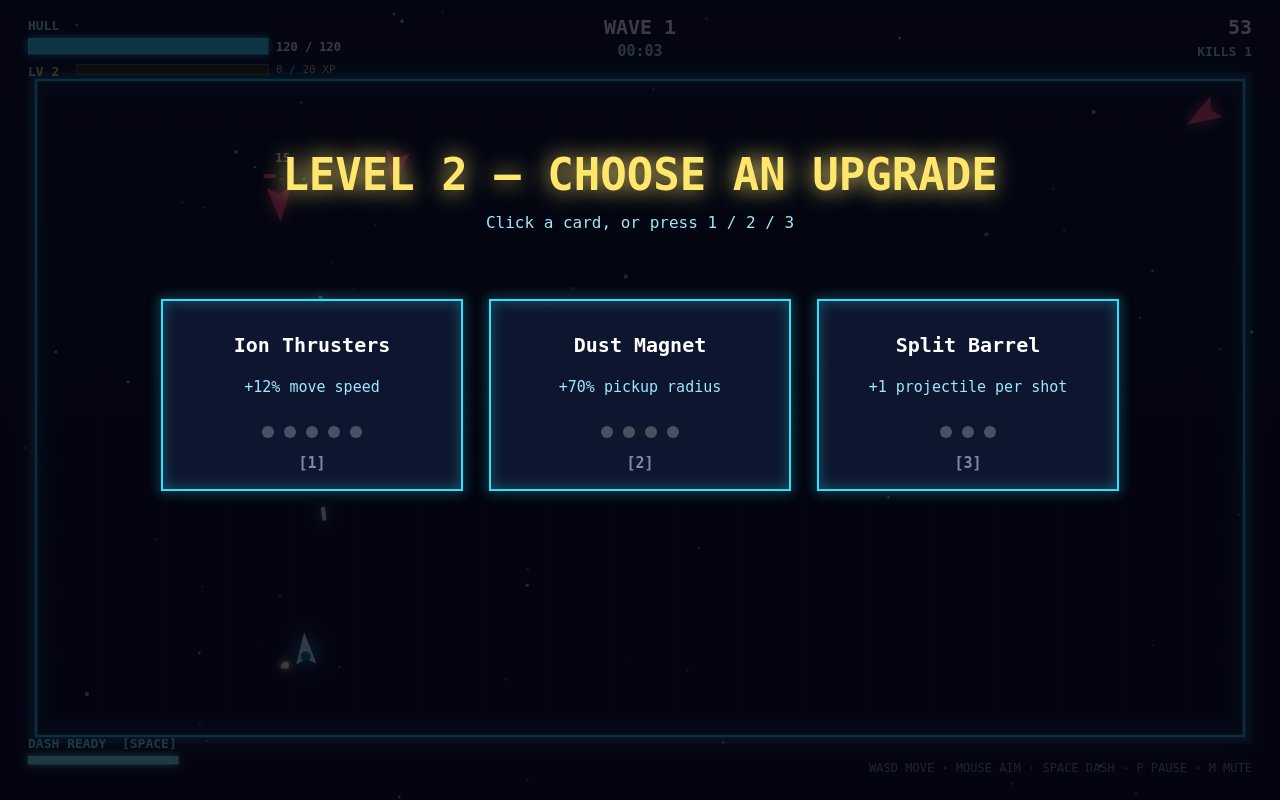 HULL
120 / 120
LV 2
0 / 20 XP
WAVE 1
00:03
53
KILLS 1
15
LEVEL 2 — CHOOSE AN UPGRADE
Click a card, or press 1 / 2 / 3
Ion Thrusters
+12% move speed
[1]
Dust Magnet
+70% pickup radius
[2]
Split Barrel
+1 projectile per shot
[3]
DASH READY [SPACE]
WASD MOVE · MOUSE AIM · SPACE DASH · P PAUSE · M MUTE